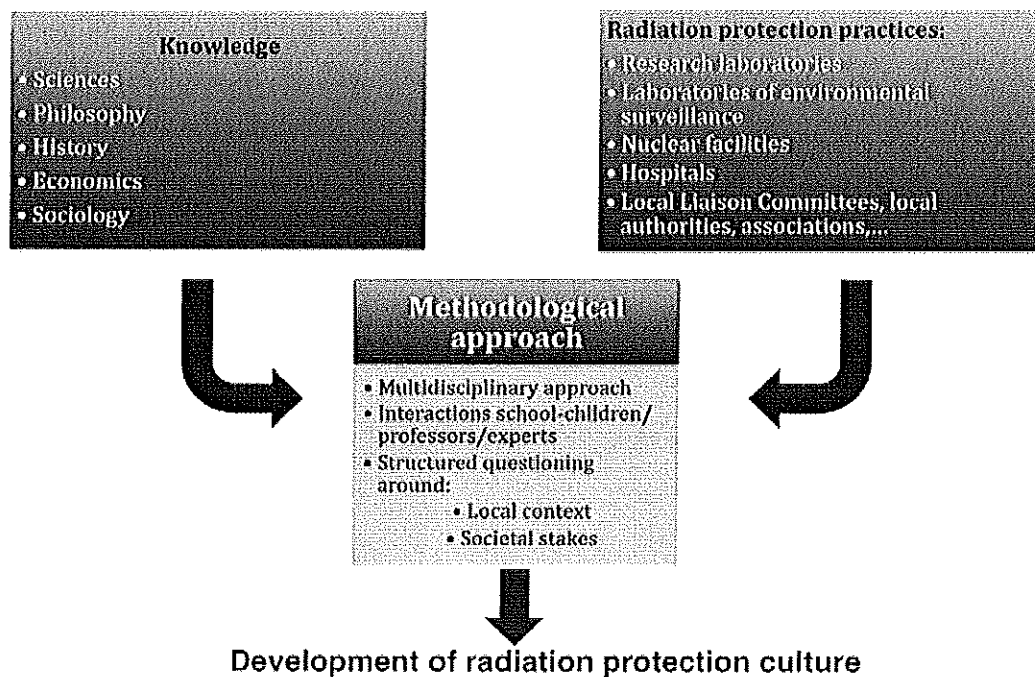 Knowledge
• Sciences
• Philosophy
• History
• Economics
• Sociology
Radiation protection practices:
• Research laboratories
• Laboratories of environmental
surveillance
• Nuclear facilities
• Hospitals
• Local Liaison Committees, local
authorities, associations,...
Methodological
approach
• Multidisciplinary approach
• Interactions school-children/
professors/experts
• Structured questioning
around:
• Local context
• Societal stakes
Development of radiation protection culture